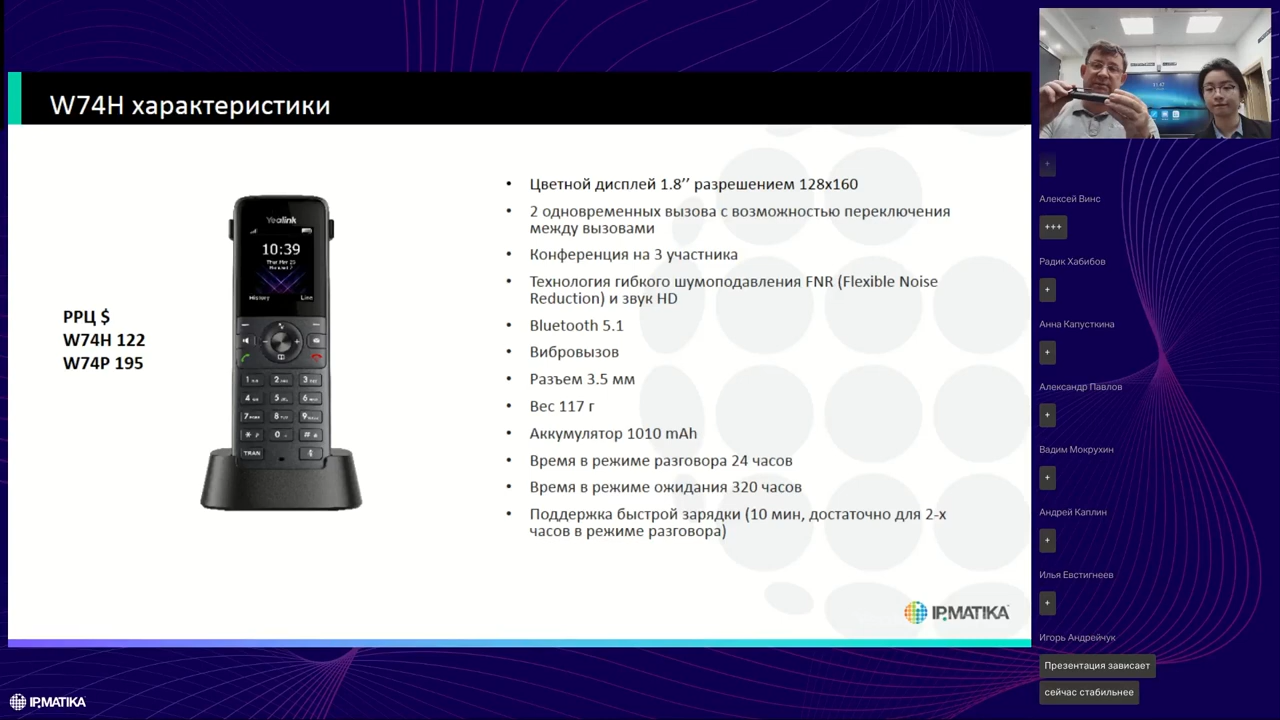 W74H характеристики
Yealink
10:39
History
Line
TRAN
РРЦ $
W74H 122
W74P 195
• Цветной дисплей 1.8’’ разрешением 128x160
• 2 одновременных вызова с возможностью переключения
между вызовами
• Конференция на 3 участника
• Технология гибкого шумоподавления FNR (Flexible Noise
Reduction) и звук HD
• Bluetooth 5.1
• Вибровызов
• Разъем 3.5 мм
• Вес 117 г
• Аккумулятор 1010 mAh
• Время в режиме разговора 24 часов
• Время в режиме ожидания 320 часов
• Поддержка быстрой зарядки (10 мин, достаточно для 2-х
часов в режиме разговора)
IP.MATIKA
IP.MATIKA
+
Алексей Винс
+++
Радик Хабибов
+
Анна Капусткина
+
Александр Павлов
+
Вадим Мокрухин
+
Андрей Каплин
+
Илья Евстигнеев
+
Игорь Андрейчук
Презентация зависает
сейчас стабильнее